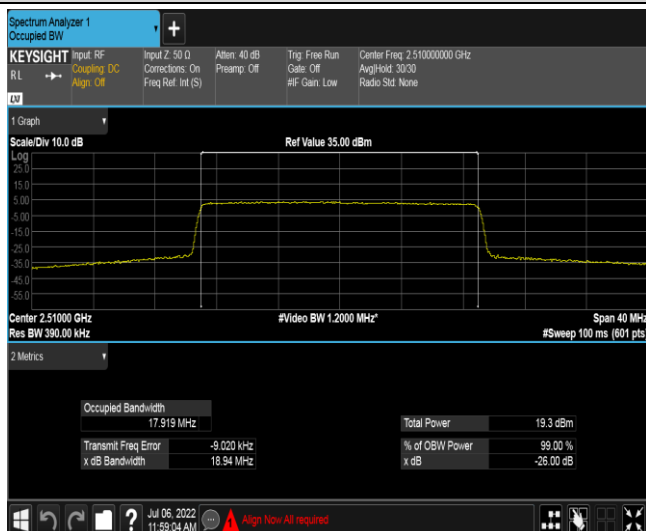 Spectrum Analyzer 1
Occupied BW
KEYSIGHT
RL
LXI
Input: RF
Coupling: DC
Align: Off
Input Z: 50 Ω
Corrections: On
Freq Ref: Int (S)
Atten: 40 dB
Preamp: Off
Trig: Free Run
Gate: Off
#IF Gain: Low
Center Freq: 2.510000000 GHz
Avg|Hold: 30/30
Radio Std: None
1 Graph
Scale/Div 10.0 dB
Ref Value 35.00 dBm
Log
25.0
15.0
5.00
-5.00
-15.0
-25.0
-35.0
-45.0
-55.0
Center 2.51000 GHz
#Video BW 1.2000 MHz*
Span 40 MHz
Res BW 390.00 kHz
#Sweep 100 ms (601 pts)
2 Metrics
Occupied Bandwidth
17.919 MHz
Total Power 19.3 dBm
Transmit Freq Error -9.020 kHz
% of OBW Power 99.00 %
x dB Bandwidth 18.94 MHz
x dB -26.00 dB
?
Jul 06, 2022
11:59:04 AM
Align Now All required